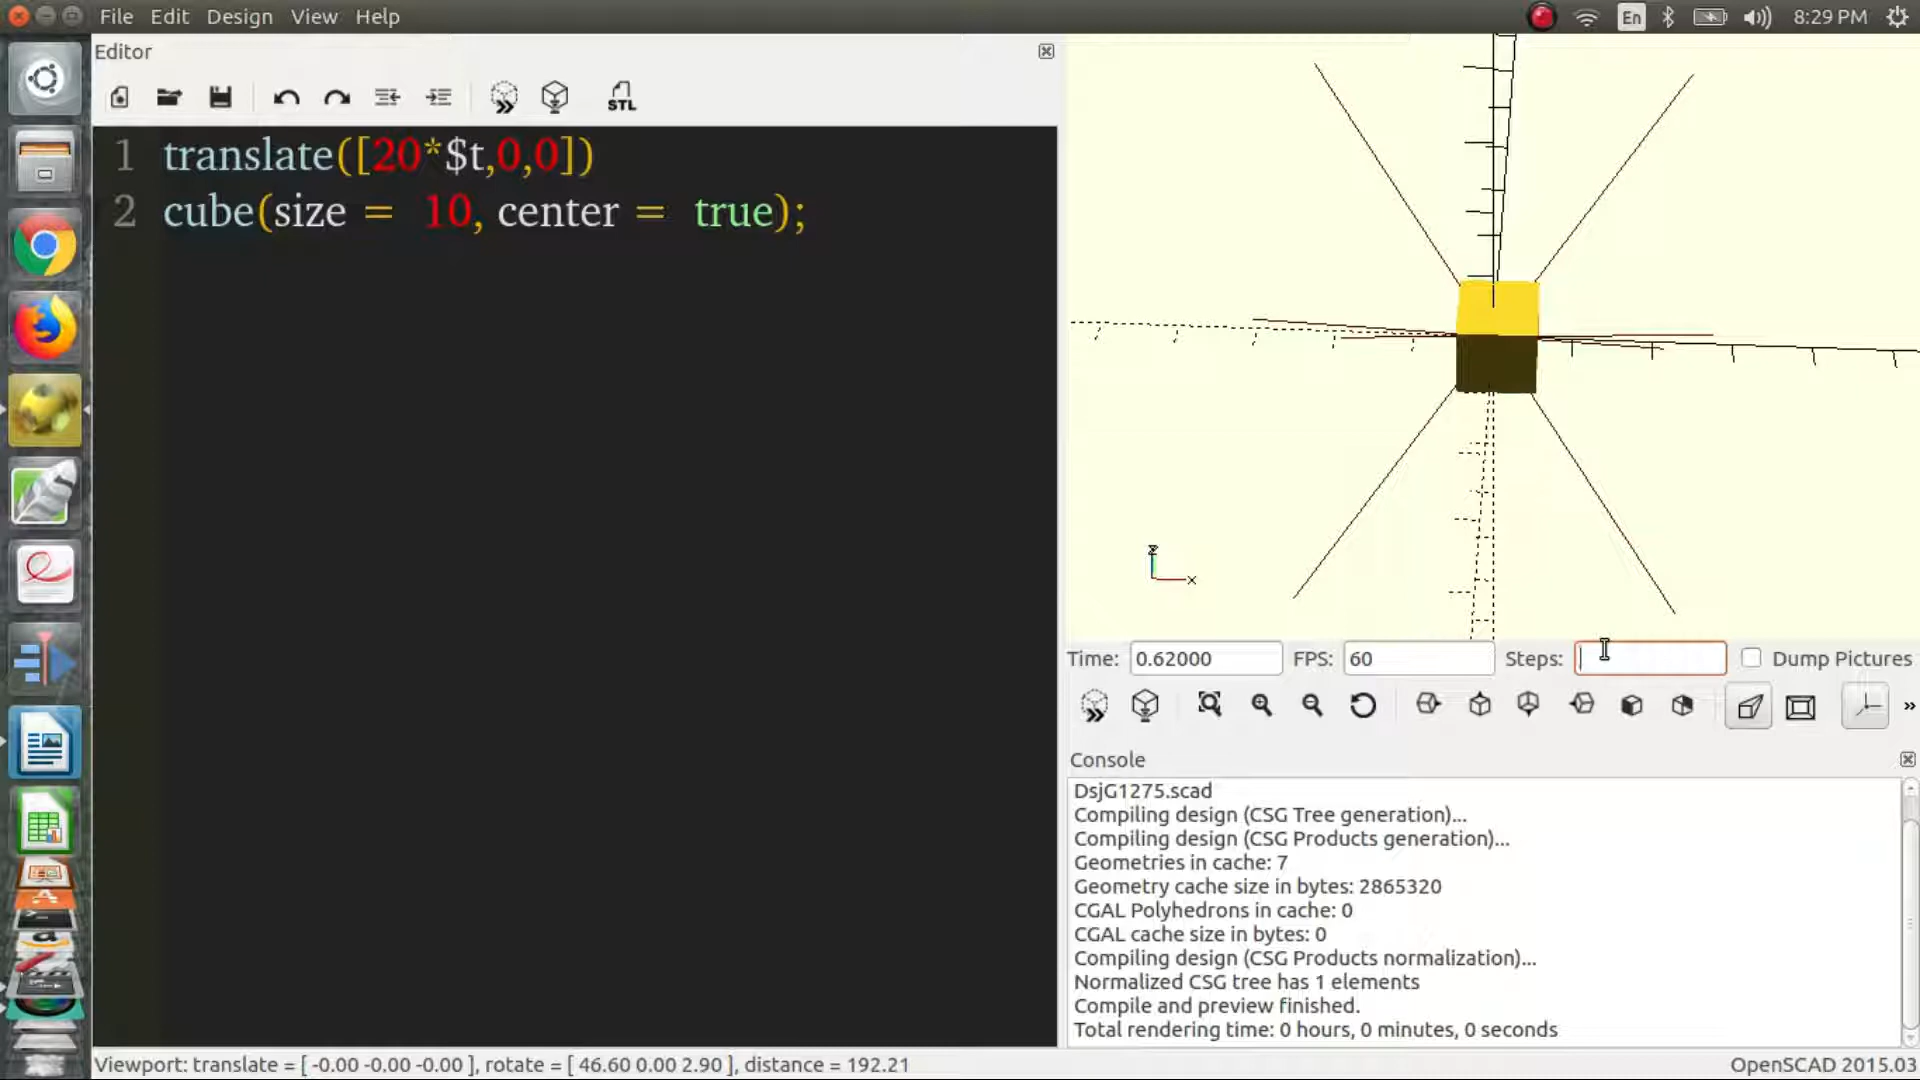 File Edit Design View Help
En 8:29 PM
Editor
STL
1 translate([20*$t,0,0])
2 cube(size = 10, center = true);
z
x
Time: 0.62000 FPS: 60 Steps: Dump Pictures
»
Console
DsjG1275.scad
Compiling design (CSG Tree generation)...
Compiling design (CSG Products generation)...
Geometries in cache: 7
Geometry cache size in bytes: 2865320
CGAL Polyhedrons in cache: 0
CGAL cache size in bytes: 0
Compiling design (CSG Products normalization)...
Normalized CSG tree has 1 elements
Compile and preview finished.
Total rendering time: 0 hours, 0 minutes, 0 seconds
Viewport: translate = [ -0.00 -0.00 -0.00 ], rotate = [ 46.60 0.00 2.90 ], distance = 192.21
OpenSCAD 2015.03